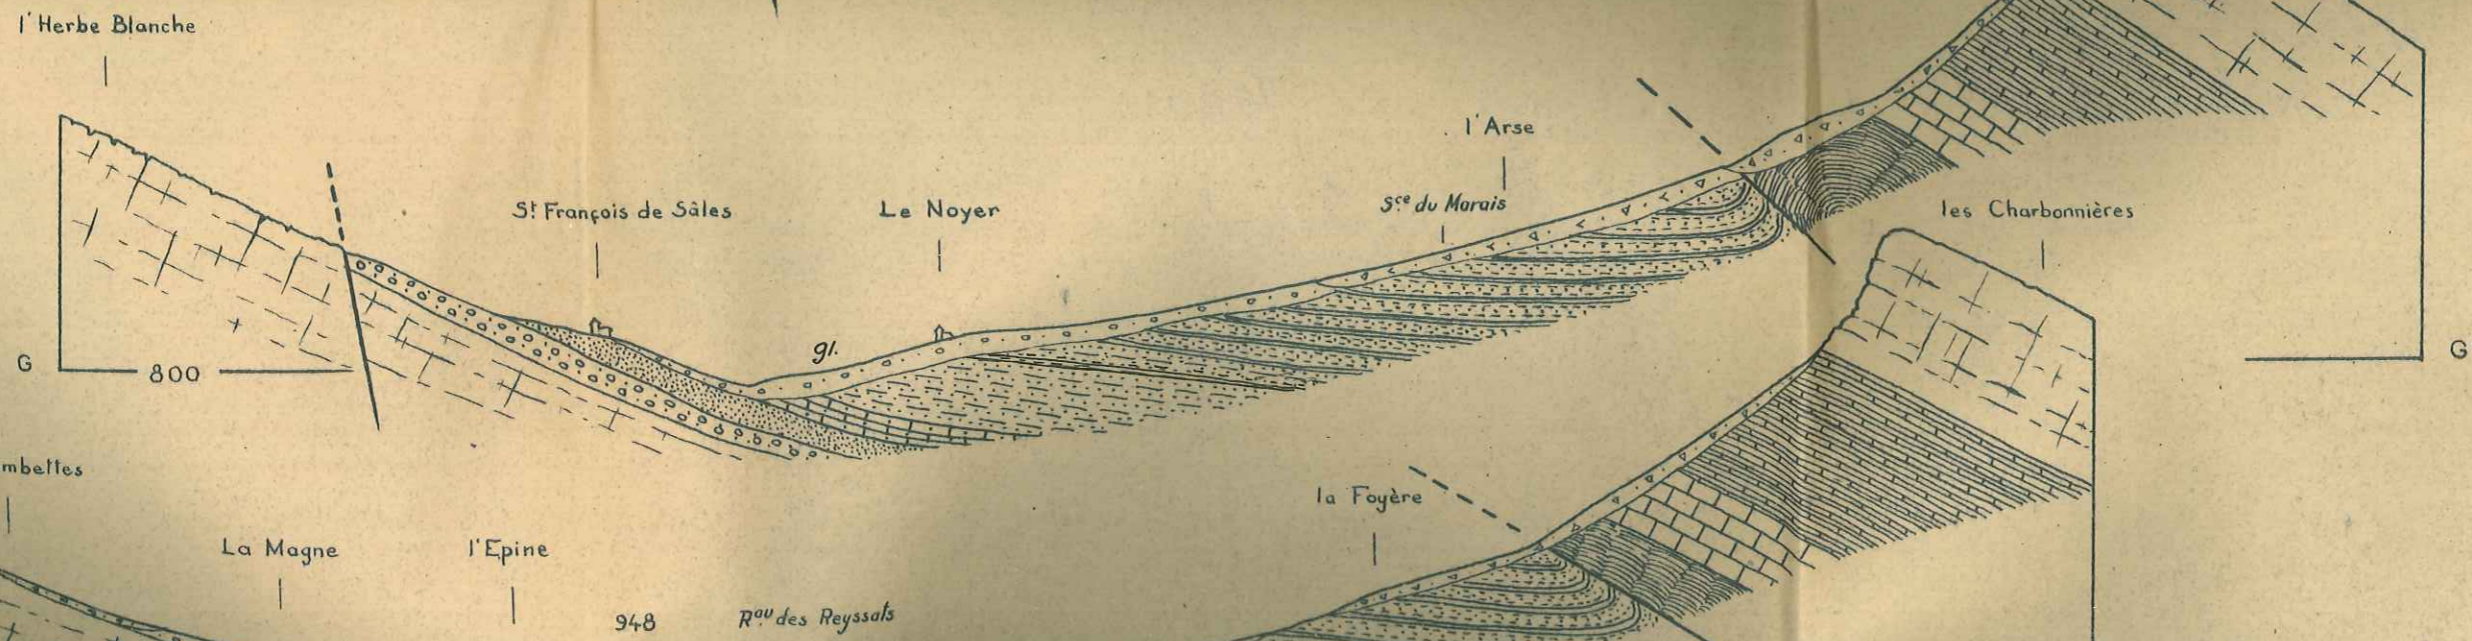 l'Herbe Blanche
l'Arse
St François de Sâles
Le Noyer
Sce du Marais
les Charbonnières
gl.
G
800
G
mbettes
la Foyère
La Magne
l'Epine
948
Rau des Reyssats